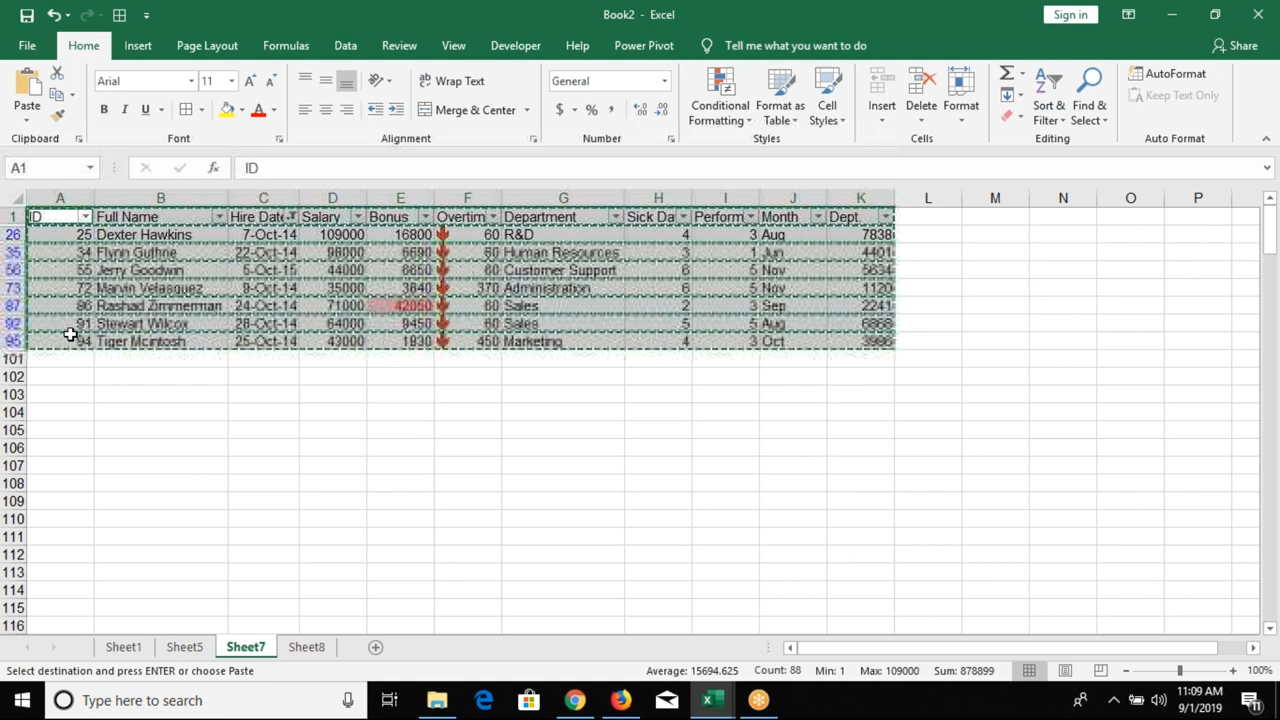 Book2 - Excel
Sign in
File Home Insert Page Layout Formulas Data Review View Developer Help Power Pivot Tell me what you want to do Share
Paste
Clipboard
Arial 11
B I U
Font
Wrap Text
Merge & Center
Alignment
General
$ % ,
Number
Conditional Formatting
Format as Table
Cell Styles
Styles
Insert Delete Format
Cells
Sort & Filter
Find & Select
Editing
AutoFormat
Keep Text Only
Auto Format
A1 fx ID
A B C D E F G H I J K L M N O P
1 ID Full Name Hire Date Salary Bonus Overtim Department Sick Da Perform Month Dept.
26 25 Dexter Hawkins 7-Oct-14 109000 16800 60 R&D 4 3 Aug 7838
35 34 Flynn Guthrie 22-Oct-14 96000 6690 60 Human Resources 3 1 Jun 4401
56 55 Jerry Goodwin 5-Oct-15 44000 6650 60 Customer Support 6 5 Nov 5634
73 72 Marvin Velasquez 9-Oct-14 35000 3640 370 Administration 6 5 Nov 1120
87 86 Rashad Zimmerman 24-Oct-14 71000 42050 60 Sales 2 3 Sep 2241
92 91 Stewart Wilcox 28-Oct-14 64000 9450 60 Sales 5 5 Aug 6868
95 94 Tiger Mcintosh 25-Oct-14 43000 1830 450 Marketing 4 3 Oct 3986
101
102
103
104
105
106
107
108
109
110
111
112
113
114
115
116
Sheet1 Sheet5 Sheet7 Sheet8
Select destination and press ENTER or choose Paste Average: 15694.625 Count: 88 Min: 1 Max: 109000 Sum: 878899 100%
Type here to search
11:09 AM
9/1/2019
11